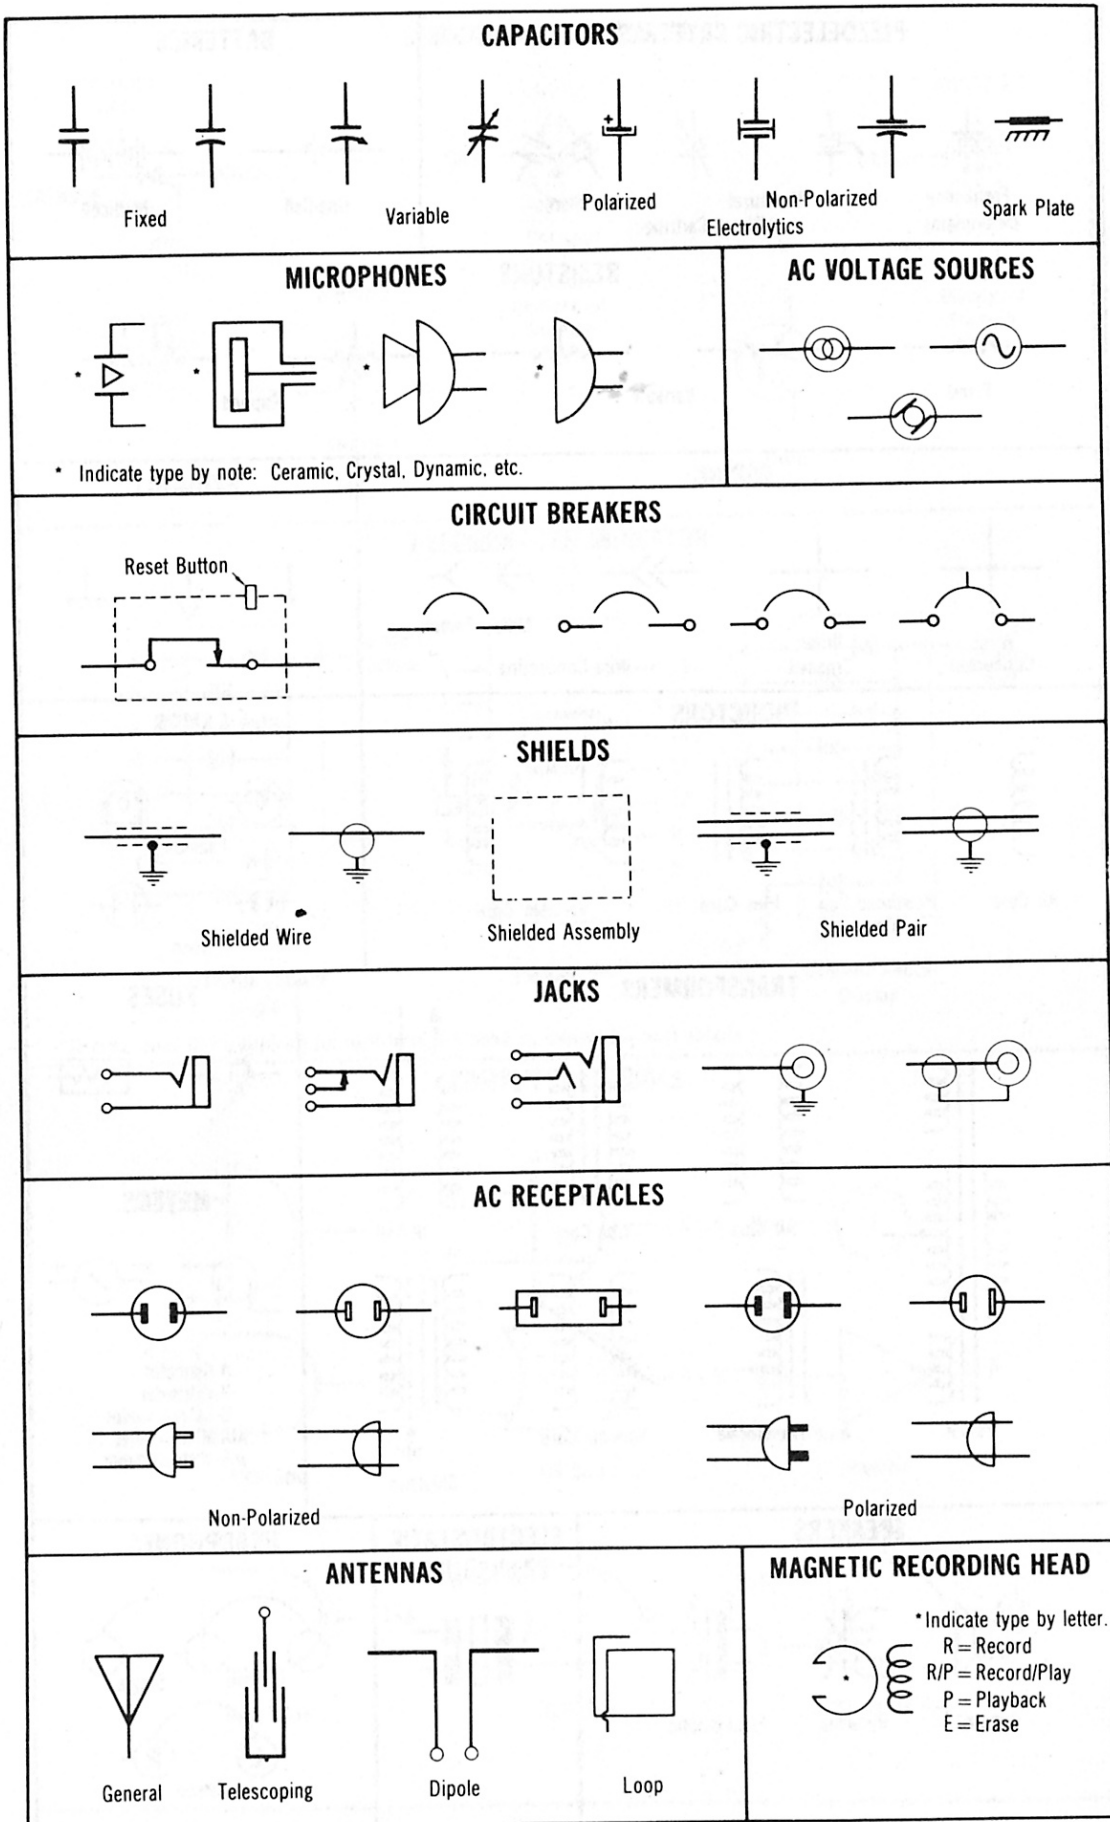 CAPACITORS
+
Fixed
Variable
Polarized
Non-Polarized
Electrolytics
Spark Plate
MICROPHONES
*
*
*
*
* Indicate type by note: Ceramic, Crystal, Dynamic, etc.
AC VOLTAGE SOURCES
CIRCUIT BREAKERS
Reset Button
SHIELDS
Shielded Wire
Shielded Assembly
Shielded Pair
JACKS
AC RECEPTACLES
Non-Polarized
Polarized
ANTENNAS
General
Telescoping
Dipole
Loop
MAGNETIC RECORDING HEAD
*Indicate type by letter.
R = Record
R/P = Record/Play
P = Playback
E = Erase
*